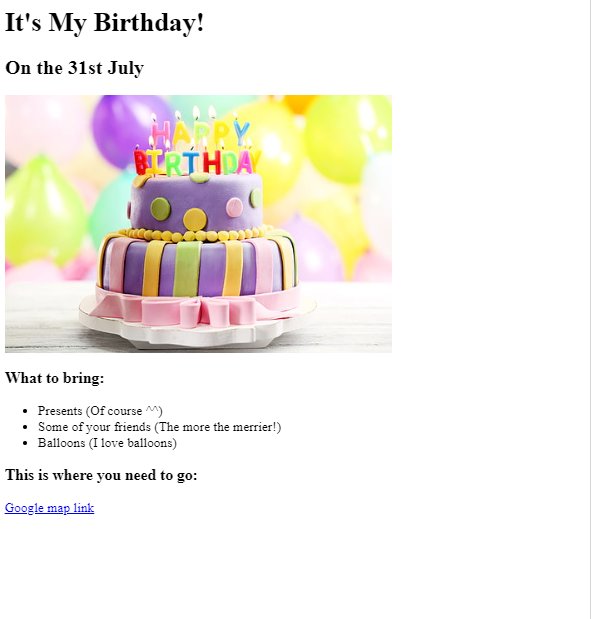 It's My Birthday!
On the 31st July
HAPPY
BIRTHDAY
What to bring:
Presents (Of course ^^)
Some of your friends (The more the merrier!)
Balloons (I love balloons)
This is where you need to go:
Google map link